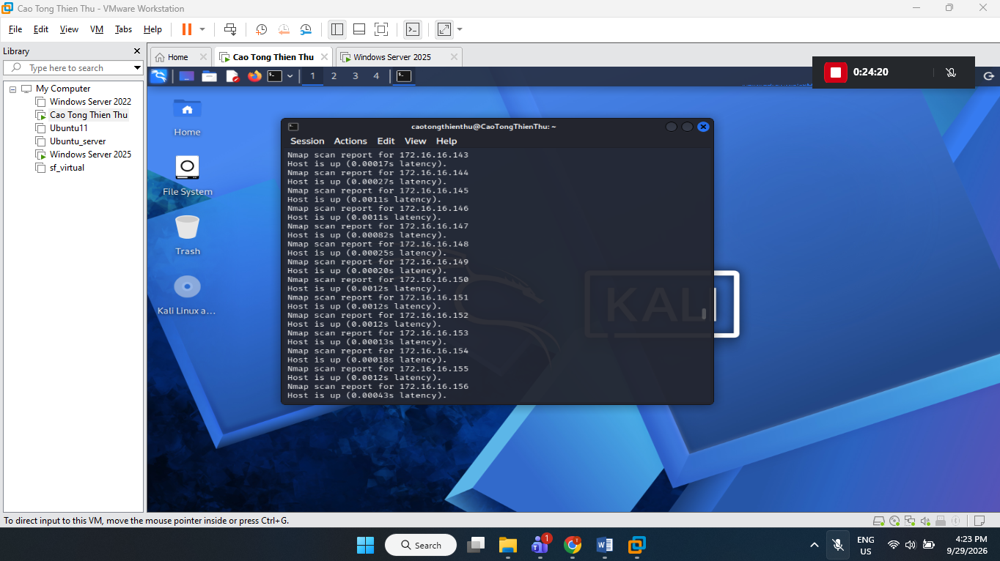 Cao Tong Thien Thu - VMware Workstation
File Edit View VM Tabs Help
Library
Type here to search
My Computer
Windows Server 2022
Cao Tong Thien Thu
Ubuntu11
Ubuntu_server
Windows Server 2025
sf_virtual
Home Cao Tong Thien Thu Windows Server 2025
1 2 3 4
0:24:20
Home
File System
Trash
Kali Linux a...
caotongthienthu@CaoTongThienThu: ~
Session Actions Edit View Help
Nmap scan report for 172.16.16.143
Host is up (0.00017s latency).
Nmap scan report for 172.16.16.144
Host is up (0.00027s latency).
Nmap scan report for 172.16.16.145
Host is up (0.0011s latency).
Nmap scan report for 172.16.16.146
Host is up (0.0011s latency).
Nmap scan report for 172.16.16.147
Host is up (0.00082s latency).
Nmap scan report for 172.16.16.148
Host is up (0.00025s latency).
Nmap scan report for 172.16.16.149
Host is up (0.00020s latency).
Nmap scan report for 172.16.16.150
Host is up (0.0012s latency).
Nmap scan report for 172.16.16.151
Host is up (0.0012s latency).
Nmap scan report for 172.16.16.152
Host is up (0.0012s latency).
Nmap scan report for 172.16.16.153
Host is up (0.00013s latency).
Nmap scan report for 172.16.16.154
Host is up (0.00018s latency).
Nmap scan report for 172.16.16.155
Host is up (0.0012s latency).
Nmap scan report for 172.16.16.156
Host is up (0.00043s latency).
KALI
To direct input to this VM, move the mouse pointer inside or press Ctrl+G.
Search
1
ENG
US
4:23 PM
9/29/2026